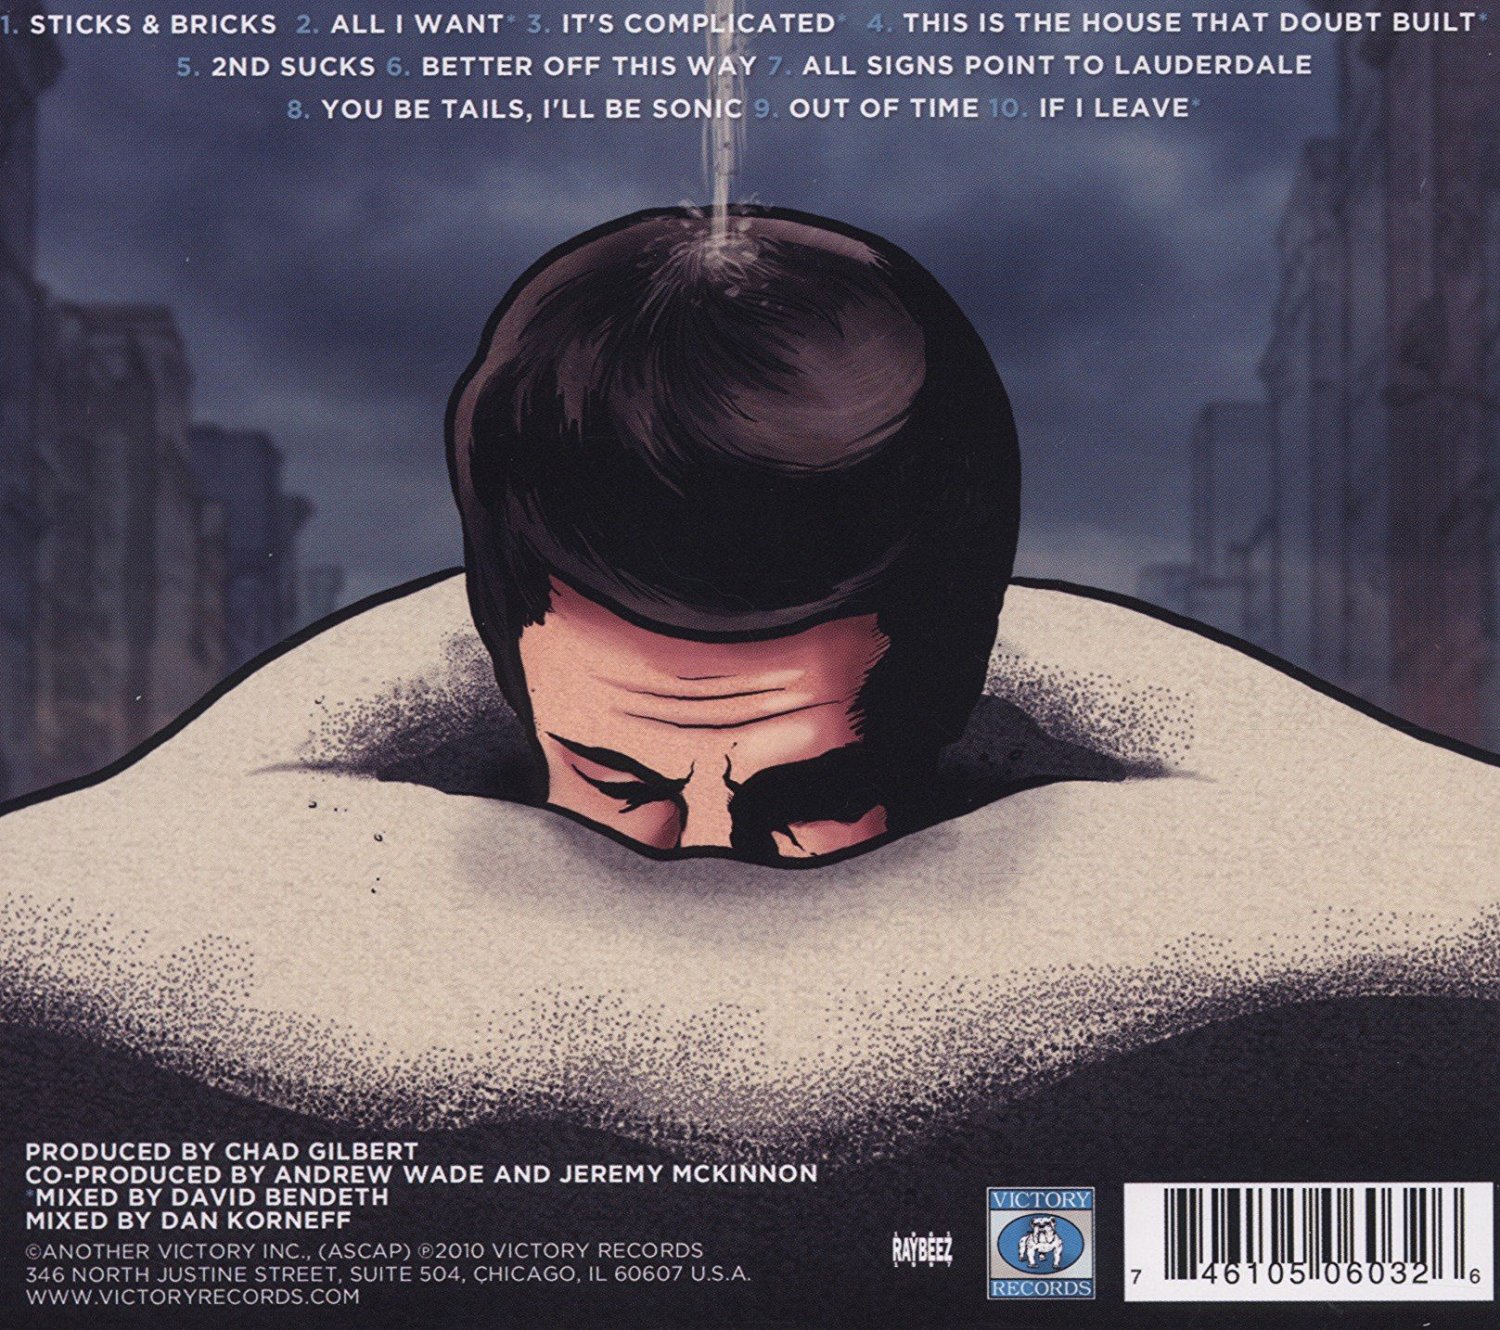 1. STICKS & BRICKS 2. ALL I WANT* 3. IT'S COMPLICATED* 4. THIS IS THE HOUSE THAT DOUBT BUILT*
5. 2ND SUCKS 6. BETTER OFF THIS WAY 7. ALL SIGNS POINT TO LAUDERDALE
8. YOU BE TAILS, I'LL BE SONIC 9. OUT OF TIME 10. IF I LEAVE*
PRODUCED BY CHAD GILBERT
CO-PRODUCED BY ANDREW WADE AND JEREMY MCKINNON
*MIXED BY DAVID BENDETH
MIXED BY DAN KORNEFF
©ANOTHER VICTORY INC., (ASCAP) ℗2010 VICTORY RECORDS
346 NORTH JUSTINE STREET, SUITE 504, CHICAGO, IL 60607 U.S.A.
WWW.VICTORYRECORDS.COM
RAYBEEZ
VICTORY
RECORDS
7 46105 06032 6